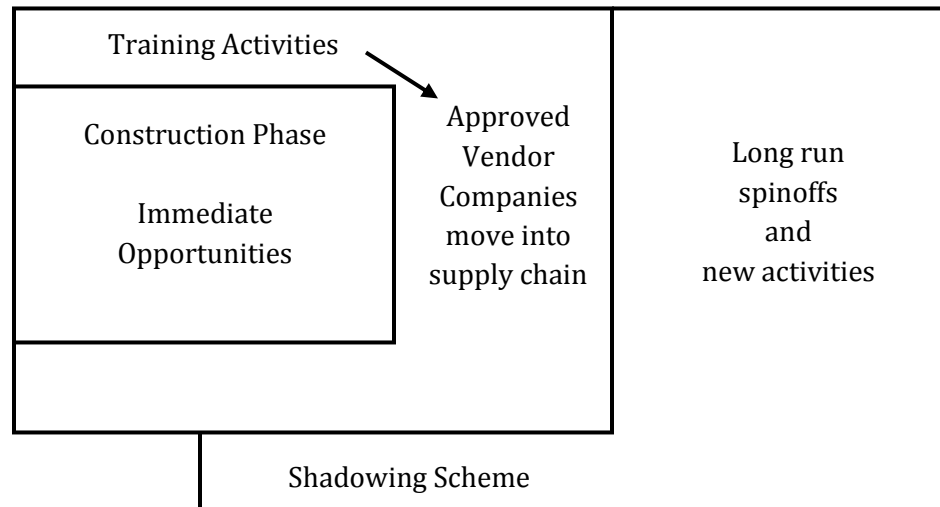 Training Activities
Construction Phase
Immediate
Opportunities
Approved
Vendor
Companies
move into
supply chain
Long run
spinoffs
and
new activities
Shadowing Scheme